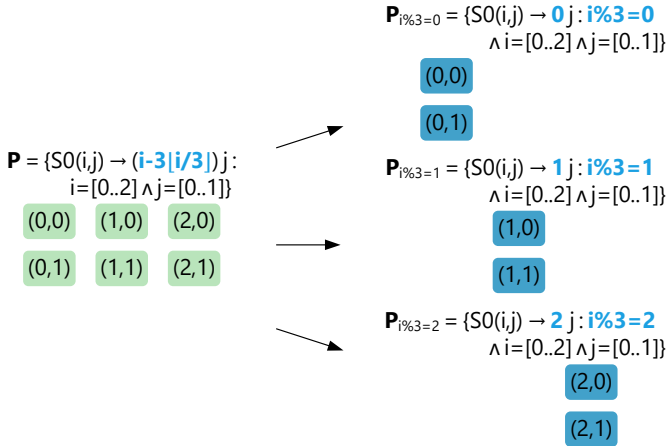 P = {S0(i,j) → (i-3⌊i/3⌋) j :
i=[0..2] ∧ j=[0..1]}
(0,0) (1,0) (2,0)
(0,1) (1,1) (2,1)
P i%3=0 = {S0(i,j) → 0 j : i%3=0
∧ i=[0..2] ∧ j=[0..1]}
(0,0)
(0,1)
P i%3=1 = {S0(i,j) → 1 j : i%3=1
∧ i=[0..2] ∧ j=[0..1]}
(1,0)
(1,1)
P i%3=2 = {S0(i,j) → 2 j : i%3=2
∧ i=[0..2] ∧ j=[0..1]}
(2,0)
(2,1)